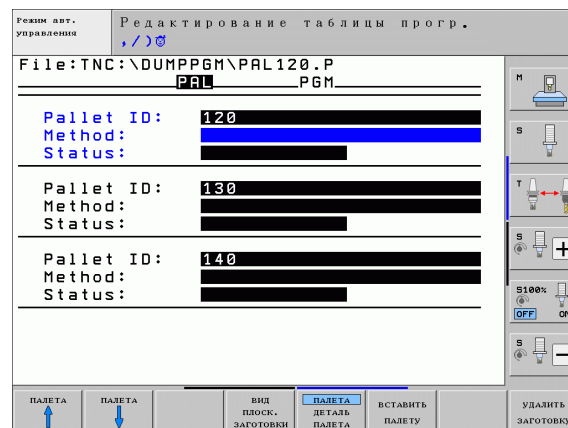 Режим авт.
управления
Редактирование таблицы прогр.
,/)
File:TNC:\DUMPPGM\PAL120.P
PAL PGM
Pallet ID: 120
Method:
Status:
Pallet ID: 130
Method:
Status:
Pallet ID: 140
Method:
Status:
M
S
T
S
S100%
OFF ON
S
ПАЛЕТА
ПАЛЕТА
ВИД
ПЛОСК.
ЗАГОТОВКИ
ПАЛЕТА
ДЕТАЛЬ
ПАЛЕТА
ВСТАВИТЬ
ПАЛЕТУ
УДАЛИТЬ
ЗАГОТОВКУ